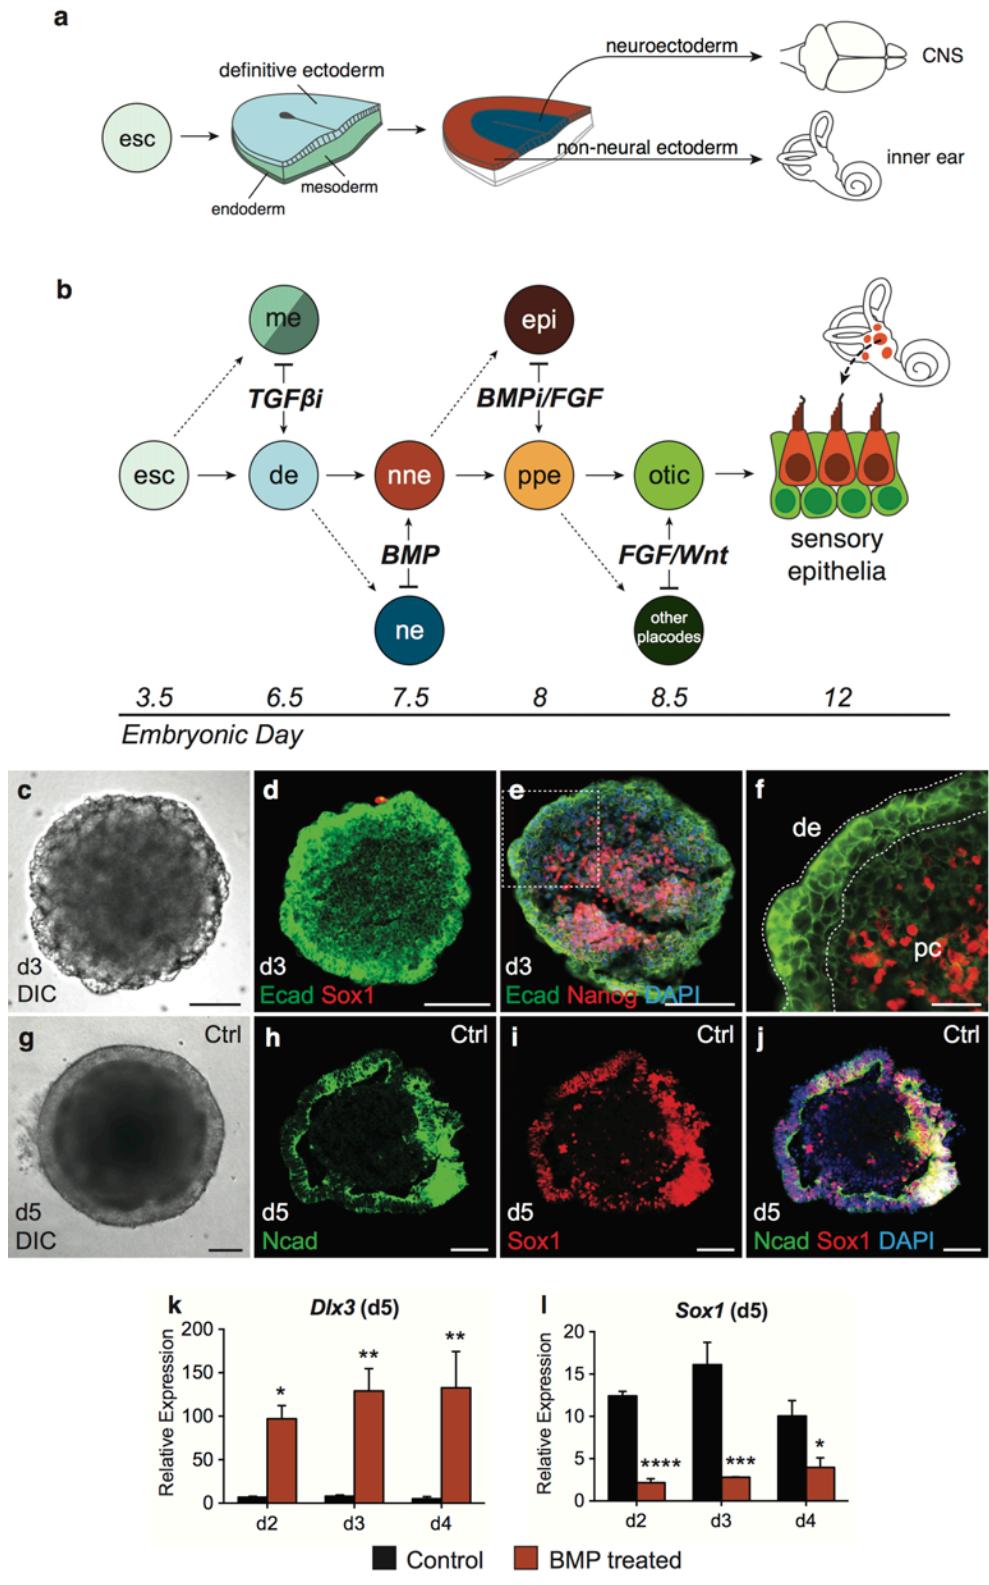 a
neuroectoderm
CNS
definitive ectoderm
esc
non-neural ectoderm
inner ear
mesoderm
endoderm
b
me
epi
TGFβi
BMPi/FGF
esc
de
nne
ppe
otic
BMP
FGF/Wnt
sensory
epithelia
ne
other
placodes
3.5 6.5 7.5 8 8.5 12
Embryonic Day
c
d3
DIC
d
d3
Ecad Sox1
e
d3
Ecad Nanog DAPI
f
de
pc
g
Ctrl
d5
DIC
h
Ctrl
d5
Ncad
i
Ctrl
d5
Sox1
j
Ctrl
d5
Ncad Sox1 DAPI
k
Dlx3 (d5)
Relative Expression
200
150
100
50
0
*
**
**
d2 d3 d4
l
Sox1 (d5)
Relative Expression
20
15
10
5
0
****
***
*
d2 d3 d4
Control
BMP treated